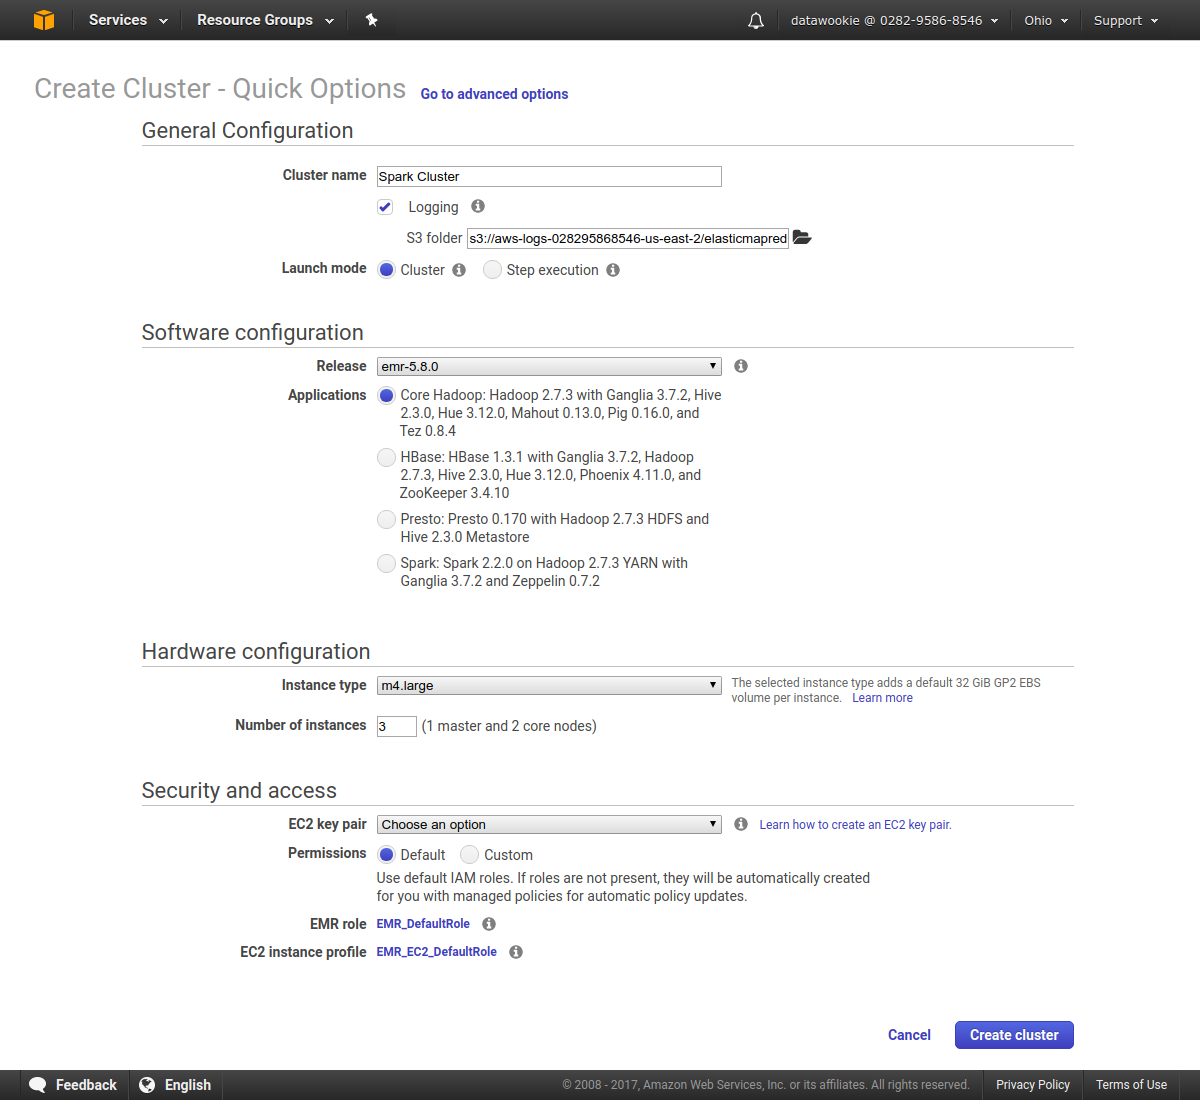 Services Resource Groups datawookie @ 0282-9586-8546 Ohio Support
Create Cluster - Quick Options Go to advanced options
General Configuration
Cluster name Spark Cluster
Logging
S3 folder s3://aws-logs-028295868546-us-east-2/elasticmapred
Launch mode Cluster Step execution
Software configuration
Release emr-5.8.0
Applications Core Hadoop: Hadoop 2.7.3 with Ganglia 3.7.2, Hive
2.3.0, Hue 3.12.0, Mahout 0.13.0, Pig 0.16.0, and
Tez 0.8.4
HBase: HBase 1.3.1 with Ganglia 3.7.2, Hadoop
2.7.3, Hive 2.3.0, Hue 3.12.0, Phoenix 4.11.0, and
ZooKeeper 3.4.10
Presto: Presto 0.170 with Hadoop 2.7.3 HDFS and
Hive 2.3.0 Metastore
Spark: Spark 2.2.0 on Hadoop 2.7.3 YARN with
Ganglia 3.7.2 and Zeppelin 0.7.2
Hardware configuration
Instance type m4.large The selected instance type adds a default 32 GiB GP2 EBS
volume per instance. Learn more
Number of instances 3 (1 master and 2 core nodes)
Security and access
EC2 key pair Choose an option Learn how to create an EC2 key pair.
Permissions Default Custom
Use default IAM roles. If roles are not present, they will be automatically created
for you with managed policies for automatic policy updates.
EMR role EMR_DefaultRole
EC2 instance profile EMR_EC2_DefaultRole
Cancel Create cluster
Feedback English © 2008 - 2017, Amazon Web Services, Inc. or its affiliates. All rights reserved. Privacy Policy Terms of Use